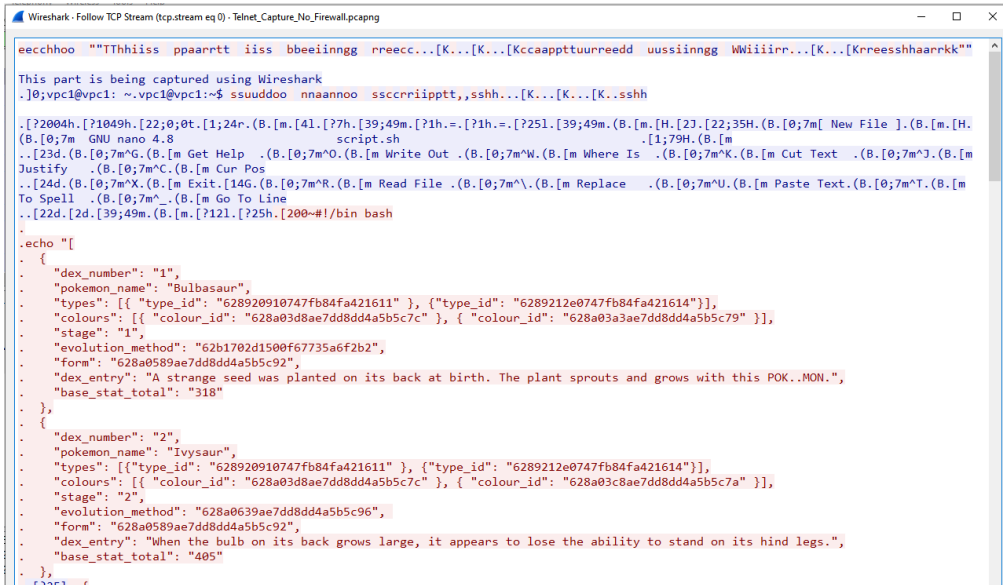 Wireshark · Follow TCP Stream (tcp.stream eq 0) · Telnet_Capture_No_Firewall.pcapng
eecchhoo  ""TThhiiss  ppaarrtt  iiss  bbeeiinngg  rreecc...[K...[K...[Kccaappttuurreedd  uussiinngg  WWiiiirr...[K...[Krreesshhaarrkk""
This part is being captured using Wireshark
.]0;vpc1@vpc1: ~.vpc1@vpc1:~$ ssuuddoo  nnaannoo  ssccrriipptt,,sshh...[K...[K...[K..sshh
.[?2004h.[?1049h.[22;0;0t.[1;24r.(B.[m.[4l.[?7h.[39;49m.[?1h.=.[?1h.=.[?25l.[39;49m.(B.[m.[H.[2J.[22;35H.(B.[0;7m[ New File ].(B.[m.[H.
(B.[0;7m  GNU nano 4.8                        script.sh                                   .[1;79H.(B.[m
..[23d.(B.[0;7m^G.(B.[m Get Help  .(B.[0;7m^O.(B.[m Write Out .(B.[0;7m^W.(B.[m Where Is  .(B.[0;7m^K.(B.[m Cut Text  .(B.[0;7m^J.(B.[m
Justify   .(B.[0;7m^C.(B.[m Cur Pos
..[24d.(B.[0;7m^X.(B.[m Exit.[14G.(B.[0;7m^R.(B.[m Read File .(B.[0;7m^\.(B.[m Replace   .(B.[0;7m^U.(B.[m Paste Text.(B.[0;7m^T.(B.[m
To Spell  .(B.[0;7m^_.(B.[m Go To Line
..[22d.[2d.[39;49m.(B.[m.[?12l.[?25h.[200~#!/bin bash
.
.echo "[
.  {
.    "dex_number": "1",
.    "pokemon_name": "Bulbasaur",
.    "types": [{ "type_id": "628920910747fb84fa421611" }, {"type_id": "6289212e0747fb84fa421614"}],
.    "colours": [{ "colour_id": "628a03d8ae7dd8dd4a5b5c7c" }, { "colour_id": "628a03a3ae7dd8dd4a5b5c79" }],
.    "stage": "1",
.    "evolution_method": "62b1702d1500f67735a6f2b2",
.    "form": "628a0589ae7dd8dd4a5b5c92",
.    "dex_entry": "A strange seed was planted on its back at birth. The plant sprouts and grows with this POK..MON.",
.    "base_stat_total": "318"
.  },
.  {
.    "dex_number": "2",
.    "pokemon_name": "Ivysaur",
.    "types": [{"type_id": "628920910747fb84fa421611" }, {"type_id": "6289212e0747fb84fa421614"}],
.    "colours": [{ "colour_id": "628a03d8ae7dd8dd4a5b5c7c" }, { "colour_id": "628a03c8ae7dd8dd4a5b5c7a" }],
.    "stage": "2",
.    "evolution_method": "628a0639ae7dd8dd4a5b5c96",
.    "form": "628a0589ae7dd8dd4a5b5c92",
.    "dex_entry": "When the bulb on its back grows large, it appears to lose the ability to stand on its hind legs.",
.    "base_stat_total": "405"
.  },